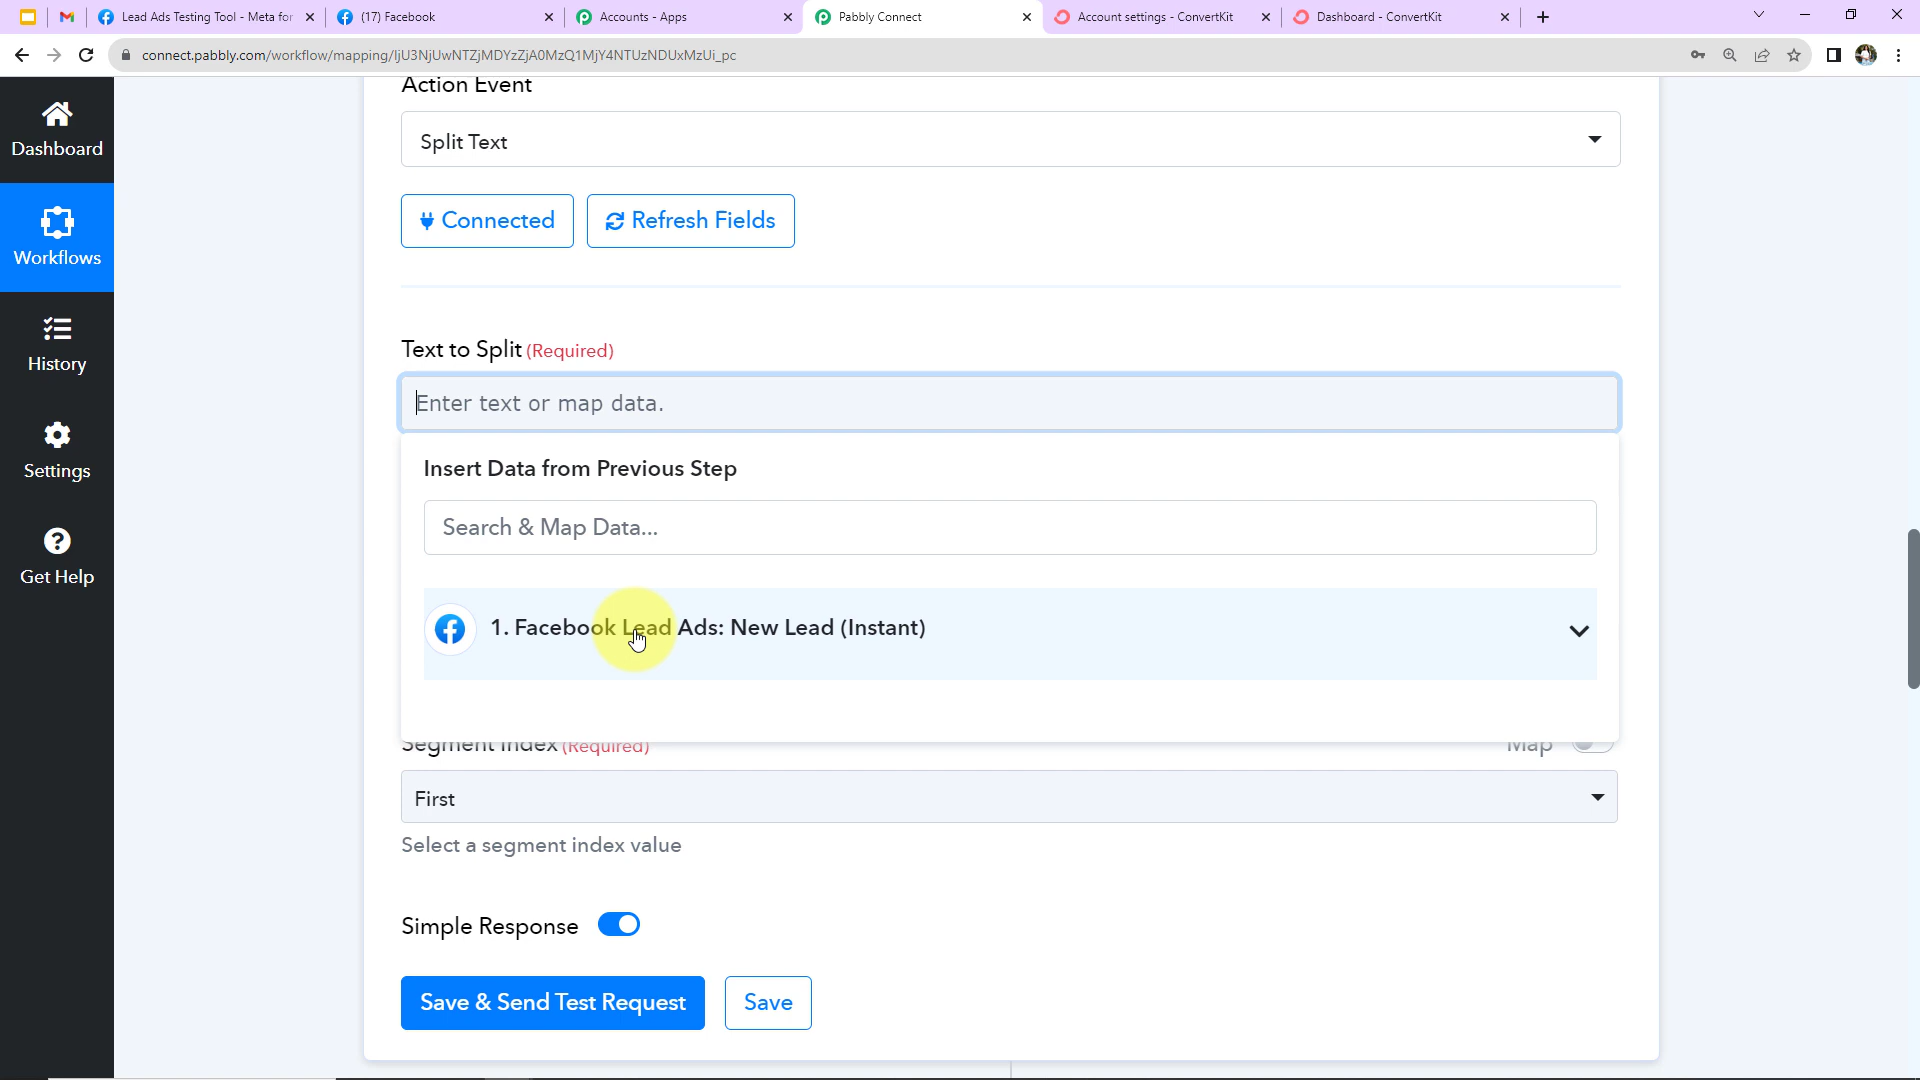 Lead Ads Testing Tool - Meta for
(17) Facebook
Accounts - Apps
Pabbly Connect
Account settings - ConvertKit
Dashboard - ConvertKit
connect.pabbly.com/workflow/mapping/IjU3NjUwNTZjMDYzZjA0MzQ1MjY4NTUzNDUxMzUi_pc
Dashboard
Workflows
History
Settings
Get Help
Action Event
Split Text
Connected
Refresh Fields
Text to Split (Required)
Enter text or map data.
Insert Data from Previous Step
Search & Map Data...
1. Facebook Lead Ads: New Lead (Instant)
Segment Index (Required)
Map
First
Select a segment index value
Simple Response
Save & Send Test Request
Save